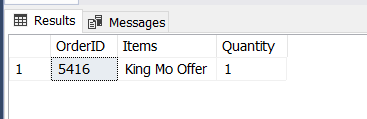 Results Messages
OrderID Items Quantity
1 5416 King Mo Offer 1